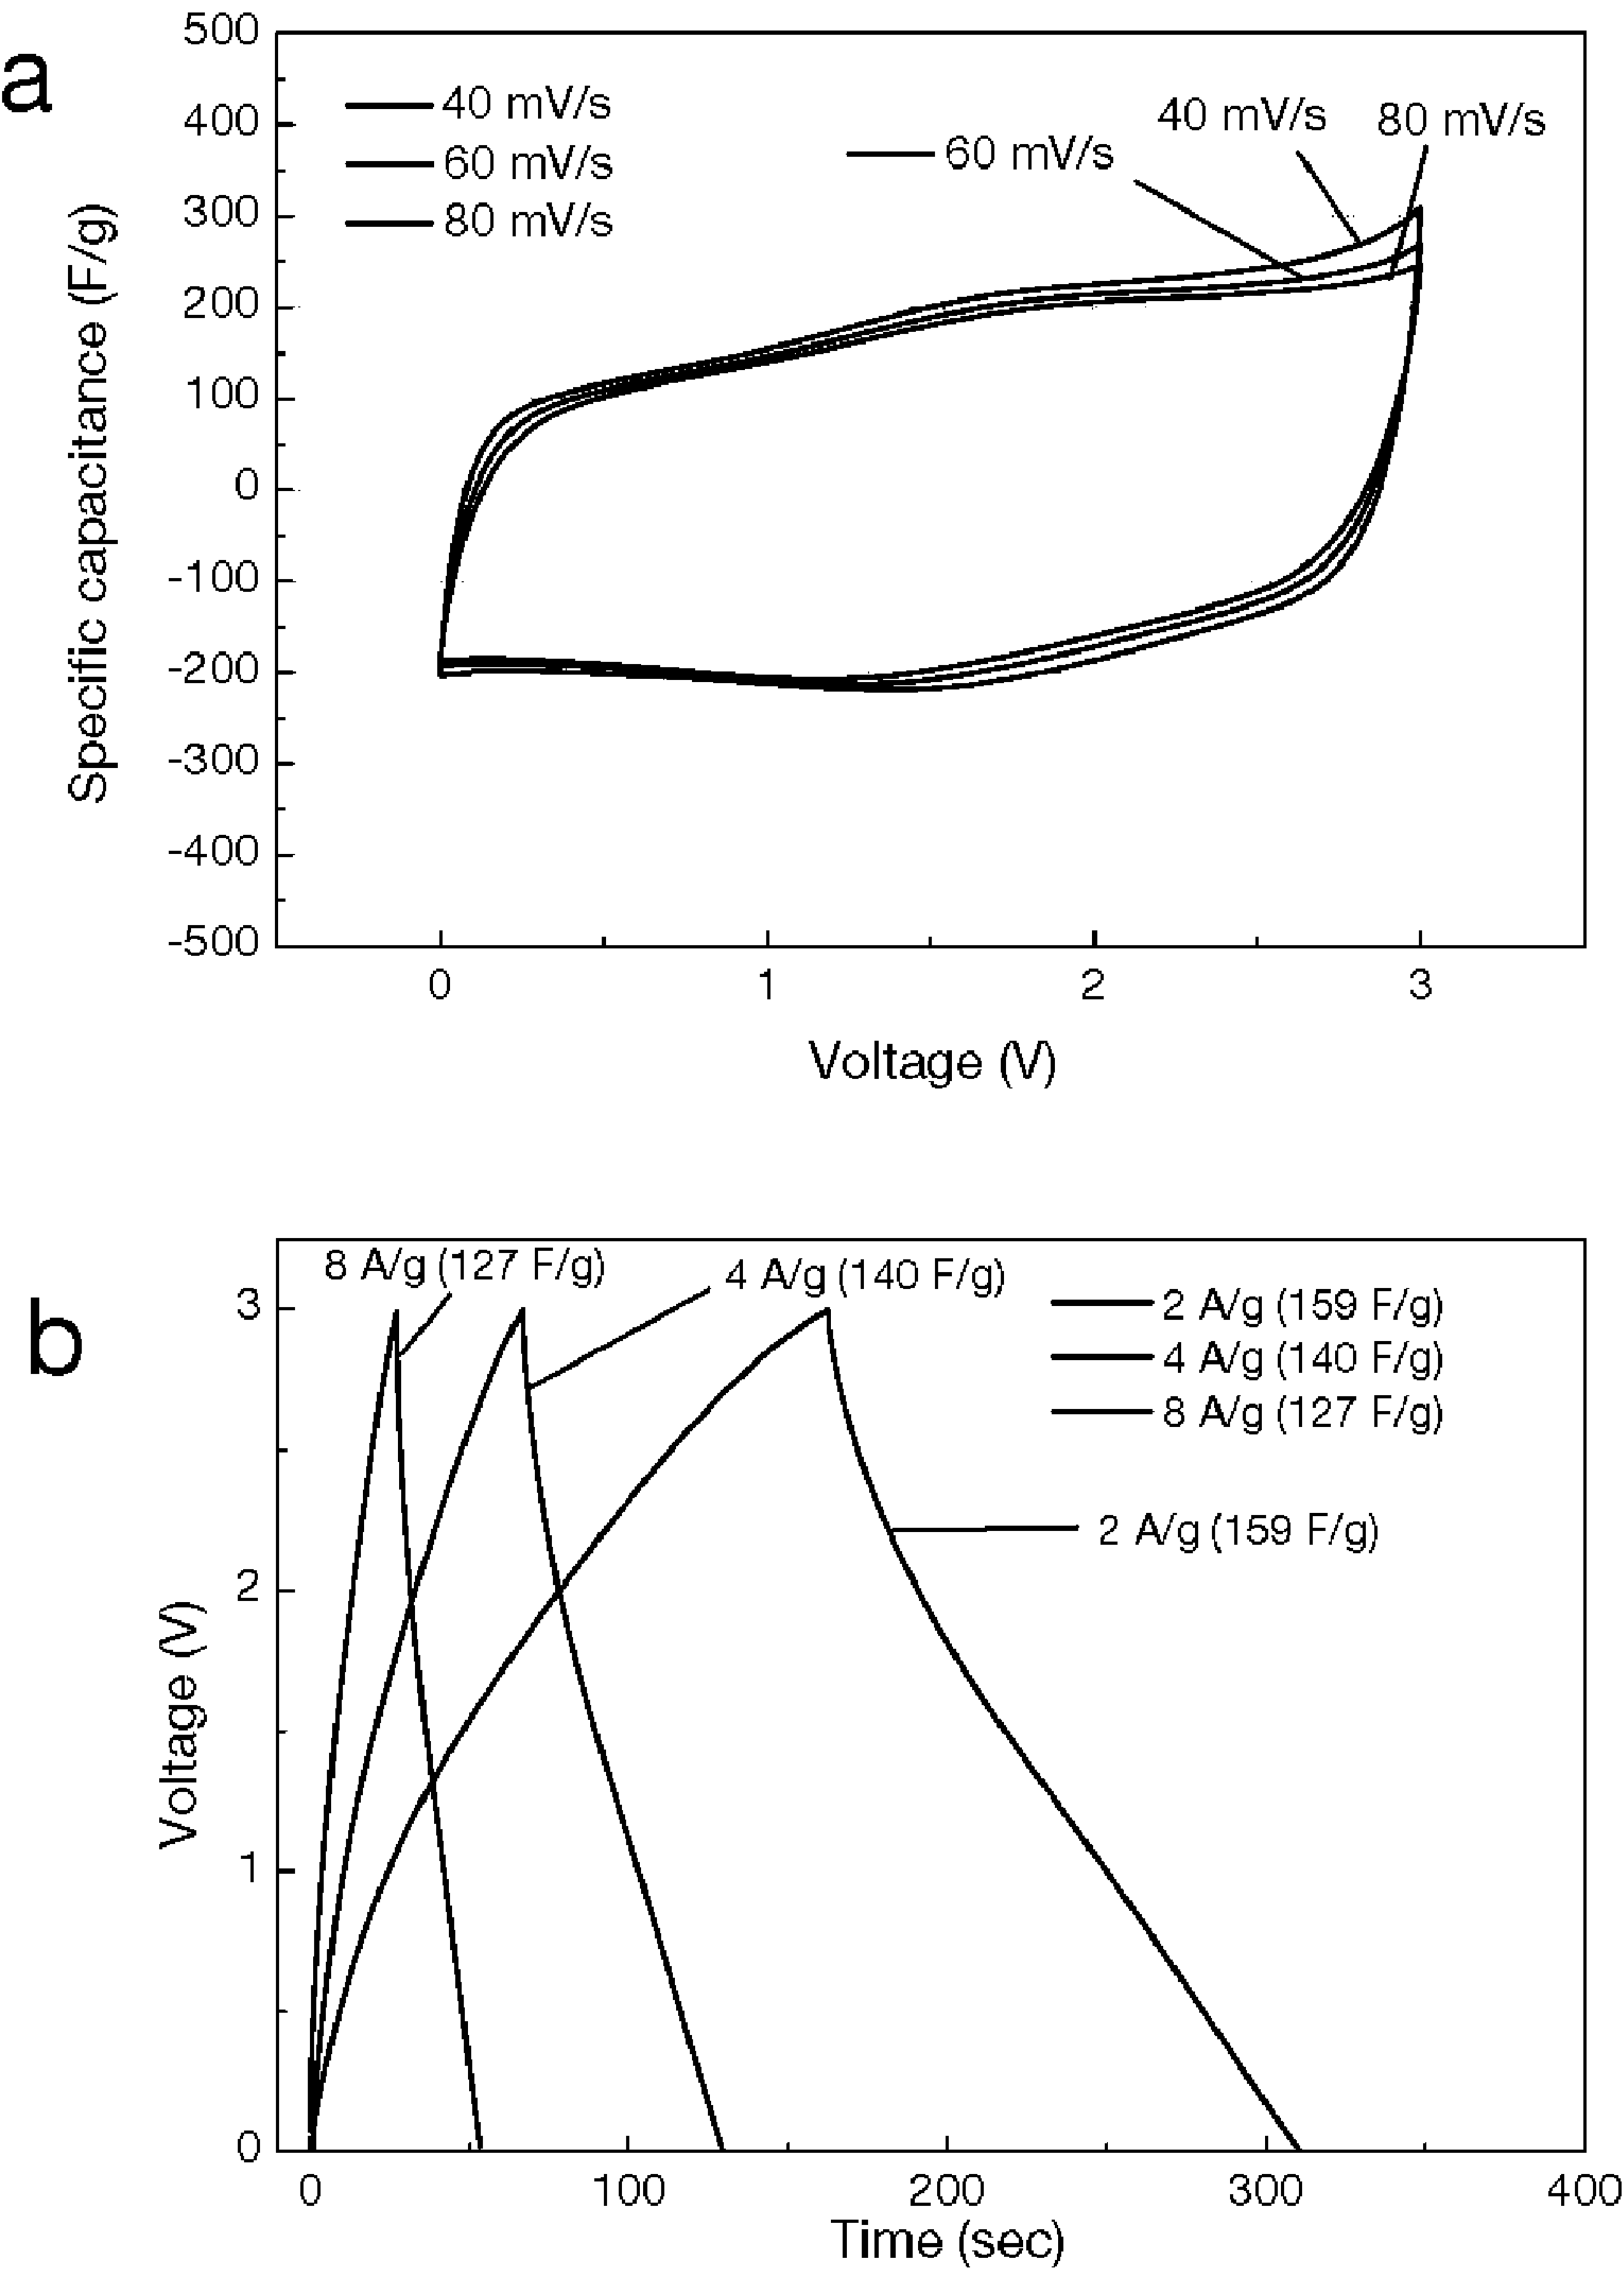 a
500
400
300
200
100
0
-100
-200
-300
-400
-500
Specific capacitance (F/g)
40 mV/s
60 mV/s
80 mV/s
60 mV/s
40 mV/s
80 mV/s
0 1 2 3
Voltage (V)
b
8 A/g (127 F/g)
4 A/g (140 F/g)
2 A/g (159 F/g)
4 A/g (140 F/g)
8 A/g (127 F/g)
2 A/g (159 F/g)
3
2
1
0
Voltage (V)
0 100 200 300 400
Time (sec)